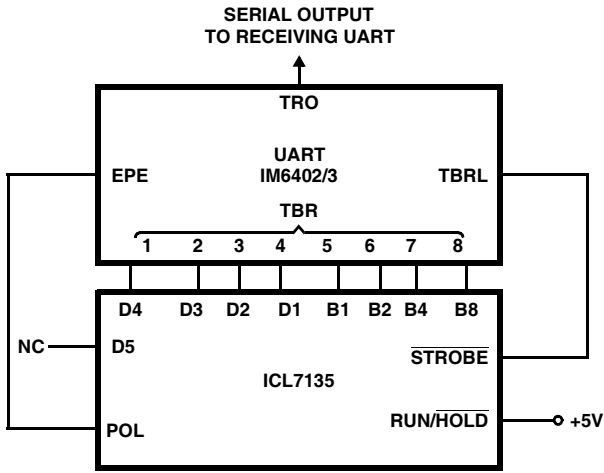 SERIAL OUTPUT
TO RECEIVING UART
TRO
UART
IM6402/3
EPE
TBRL
TBR
1 2 3 4 5 6 7 8
D4 D3 D2 D1 B1 B2 B4 B8
NC D5
STROBE
ICL7135
RUN/HOLD +5V
POL